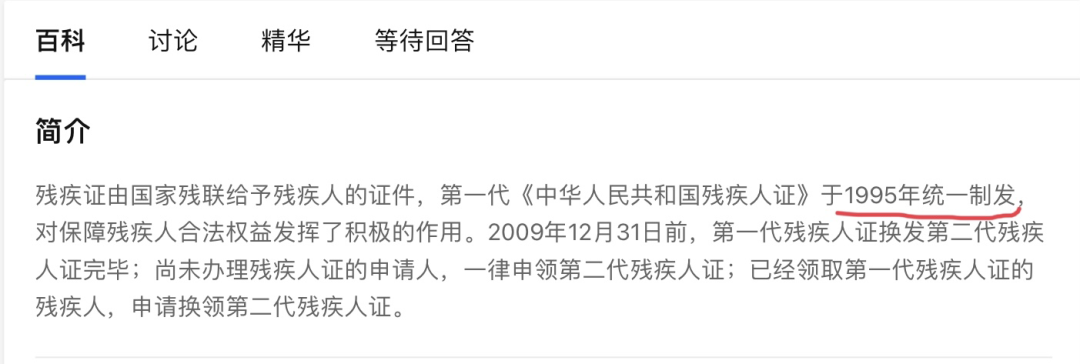 百科 讨论 精华 等待回答
简介
残疾证由国家残联给予残疾人的证件，第一代《中华人民共和国残疾人证》于1995年统一制发，
对保障残疾人合法权益发挥了积极的作用。2009年12月31日前，第一代残疾人证换发第二代残疾
人证完毕；尚未办理残疾人证的申请人，一律申领第二代残疾人证；已经领取第一代残疾人证的
残疾人，申请换领第二代残疾人证。